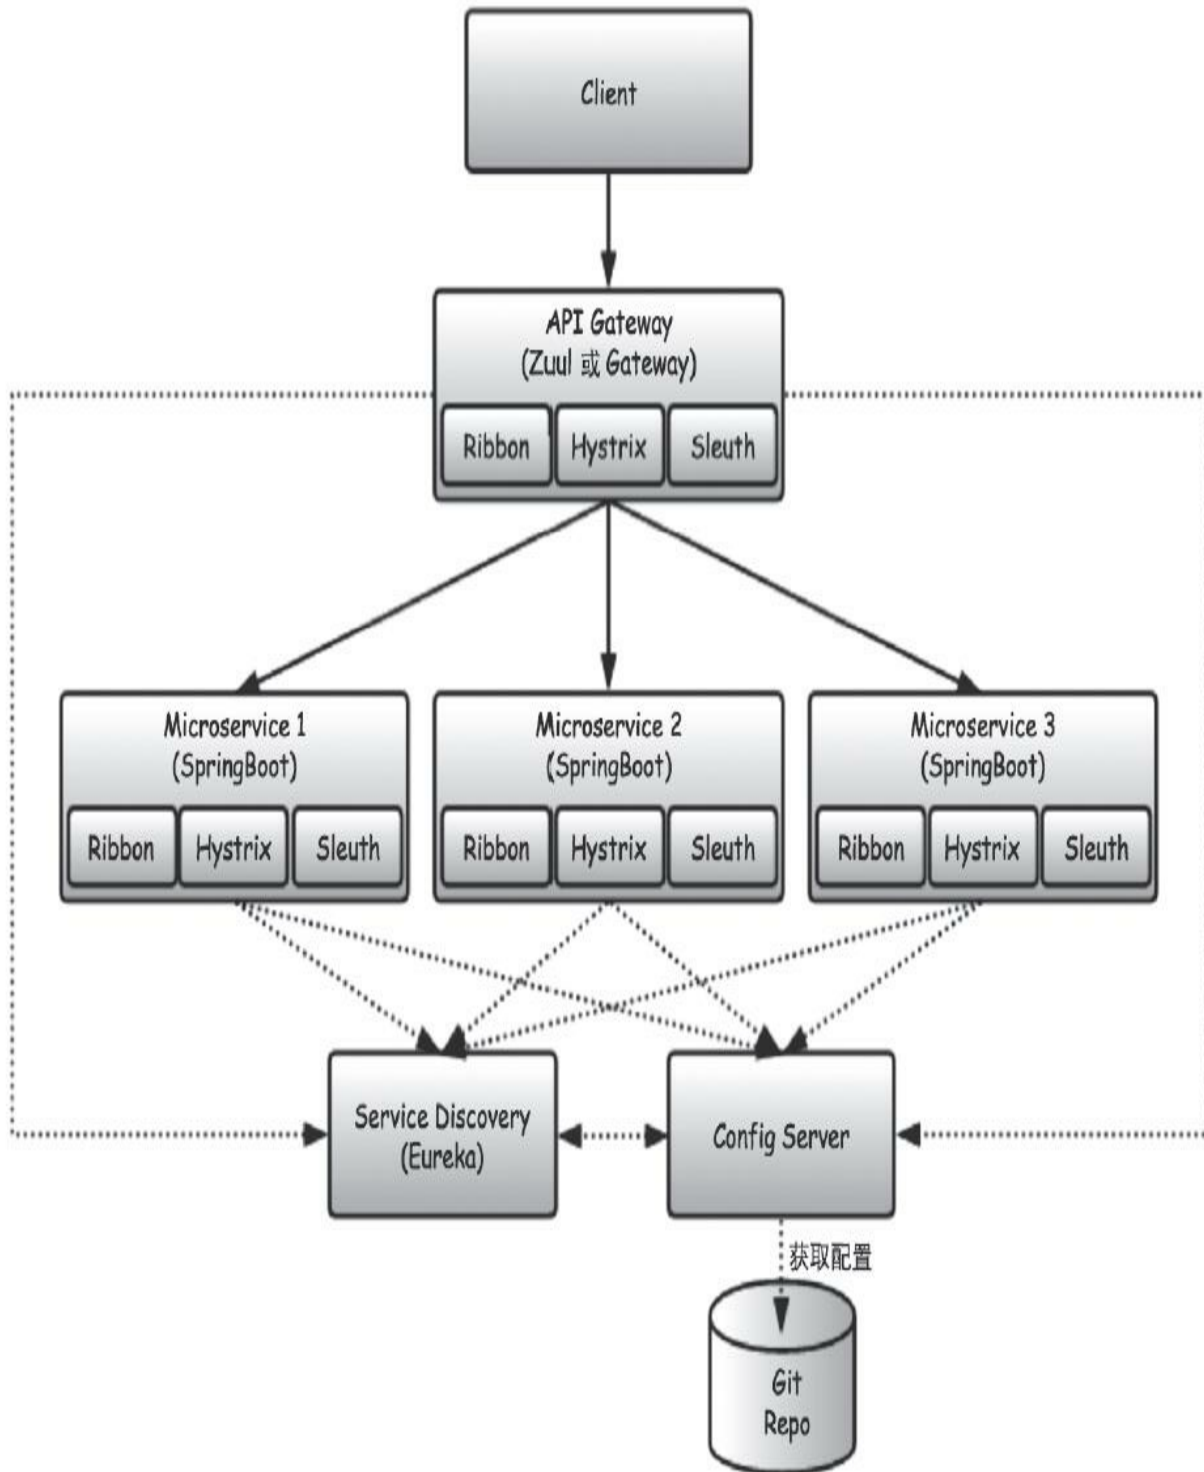 Client
API Gateway
(Zuul 或 Gateway)
Ribbon
Hystrix
Sleuth
Microservice 1
(SpringBoot)
Ribbon
Hystrix
Sleuth
Microservice 2
(SpringBoot)
Ribbon
Hystrix
Sleuth
Microservice 3
(SpringBoot)
Ribbon
Hystrix
Sleuth
Service Discovery
(Eureka)
Config Server
获取配置
Git
Repo